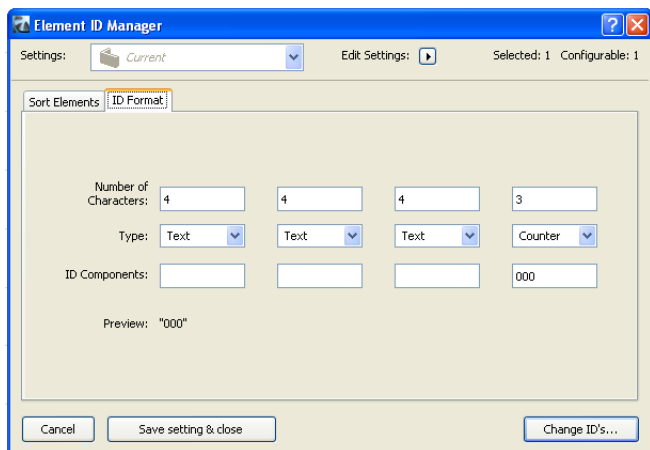 Element ID Manager
Settings: Current Edit Settings: Selected: 1 Configurable: 1
Sort Elements ID Format
Number of
Characters: 4 4 4 3
Type: Text Text Text Counter
ID Components: 000
Preview: "000"
Cancel Save setting & close Change ID's...